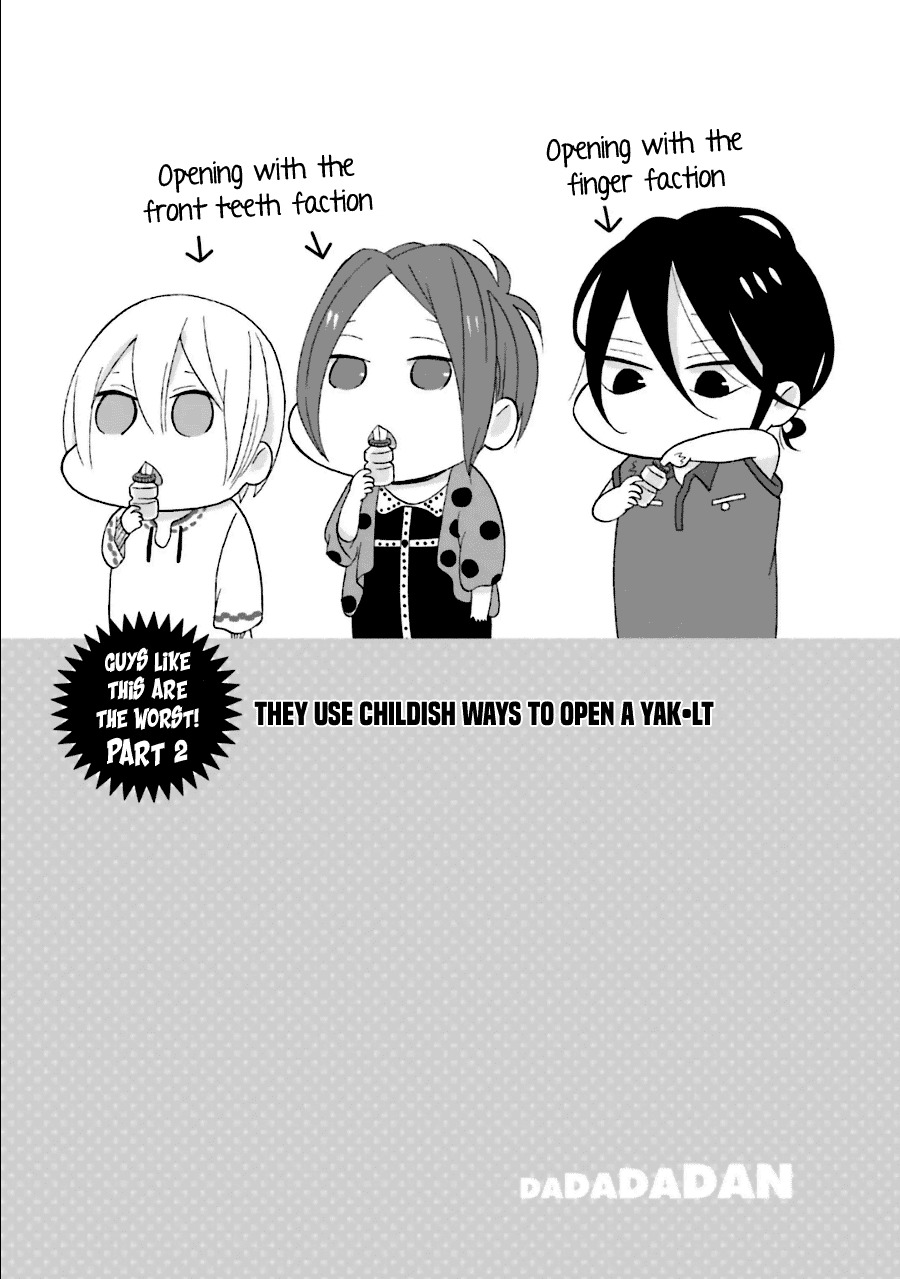 Opening with the
front teeth faction
Opening with the
finger faction
GUYS LIKE
THIS ARE
THE WORST!
PART 2
THEY USE CHILDISH WAYS TO OPEN A YAK•LT
DADADADAN